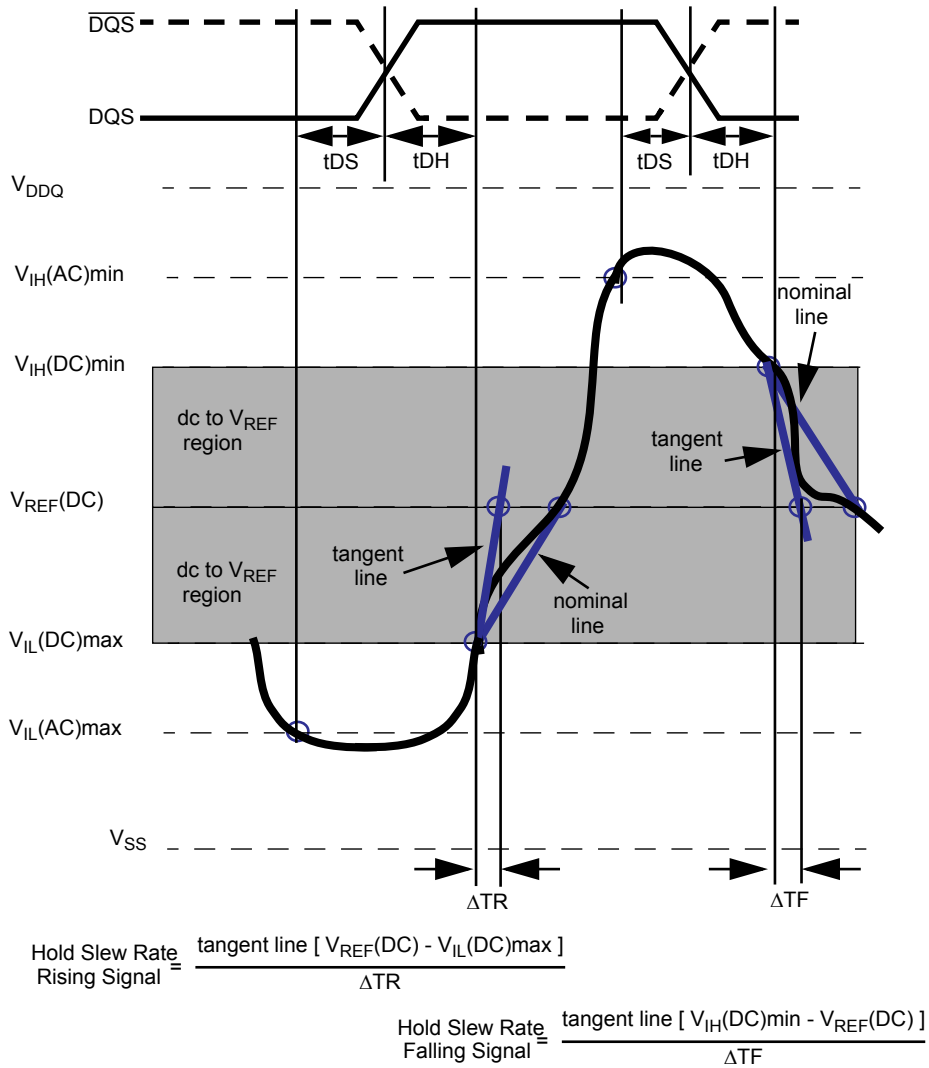 DQS
DQS
tDS
tDH
tDS
tDH
VDDQ
VIH(AC)min
nominal
line
VIH(DC)min
dc to VREF
region
tangent
line
VREF(DC)
tangent
line
dc to VREF
region
nominal
line
VIL(DC)max
VIL(AC)max
VSS
ΔTR
ΔTF
Hold Slew Rate
Rising Signal
=
tangent line [ VREF(DC) - VIL(DC)max ]
ΔTR
Hold Slew Rate
Falling Signal
=
tangent line [ VIH(DC)min - VREF(DC) ]
ΔTF